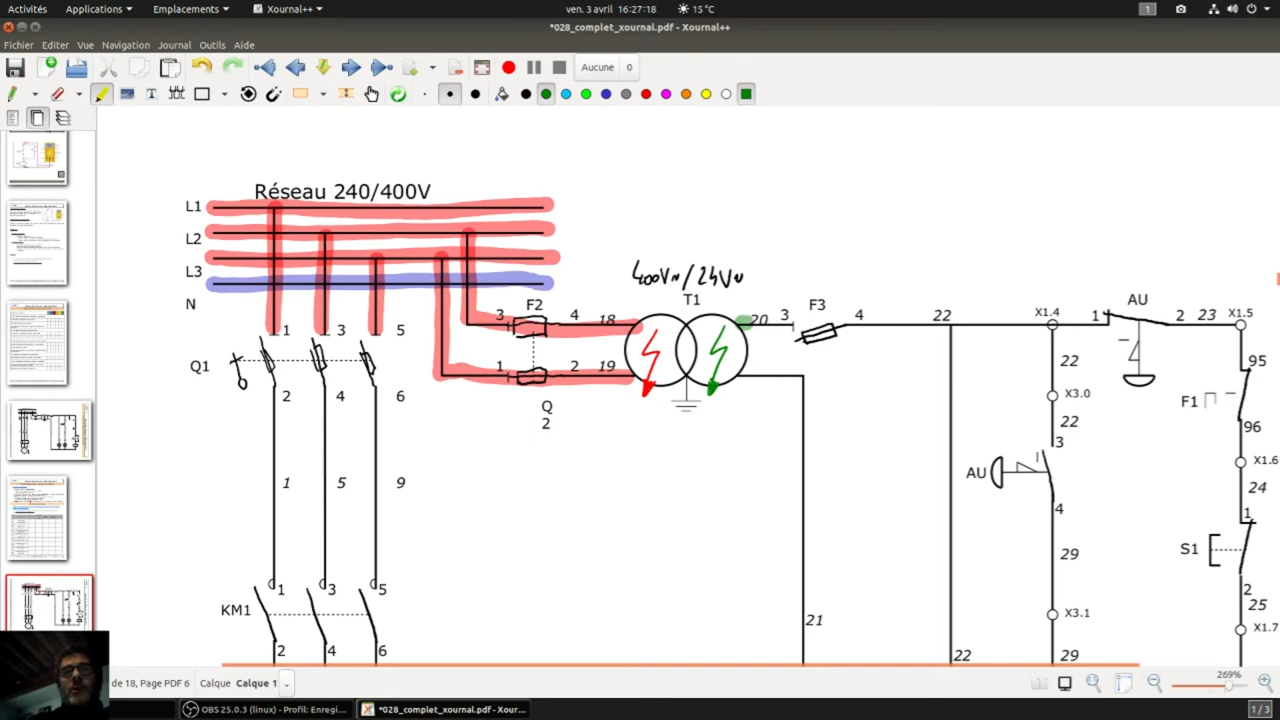 Activités Applications Emplacements Xournal++ ven. 3 avril 16:27:18 15 °C 1
*028_complet_xournal.pdf - Xournal++
Fichier Editer Vue Navigation Journal Outils Aide
Aucune 0
T
Réseau 240/400V
L1
L2
L3
N
400V~ / 24V~
T1
F2
F3
AU
3 4 18
20 3 4 22 X1.4 1 2 23 X1.5
1 3 5
Q1
1 2 19
22
95
2 4 6
X3.0
F1
Q
2
22
96
3
X1.6
AU
1 5 9
24
4
1
29
S1
1 3 5
2
KM1
X3.1
25
21
X1.7
2 4 6
22
29
de 18, Page PDF 6 Calque Calque 1 269%
OBS 25.0.3 (linux) - Profil: Enregi... *028_complet_xournal.pdf - Xour... 1 / 3